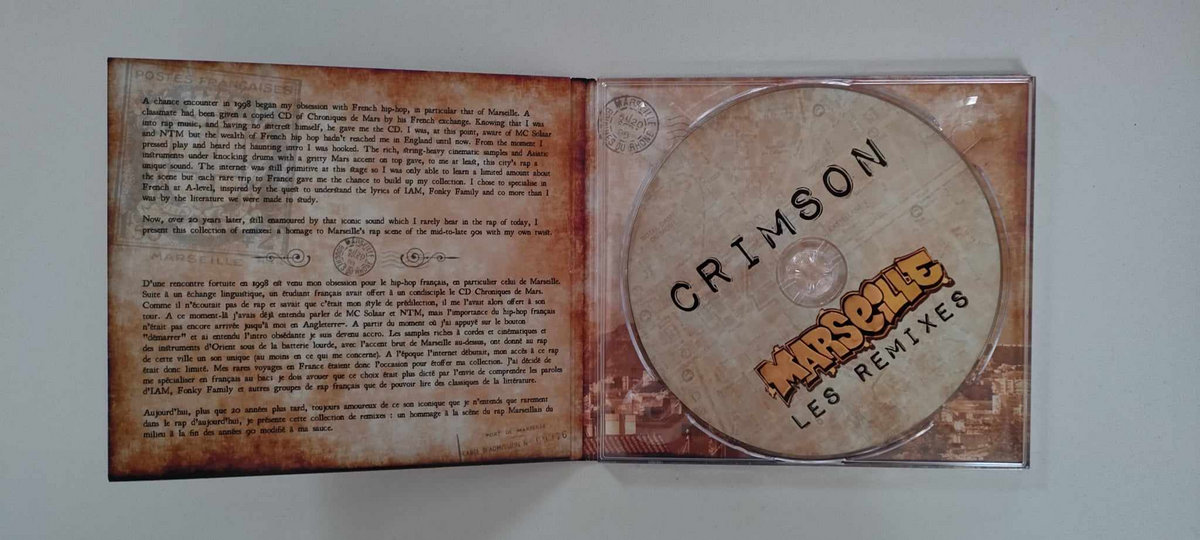 POSTES FRANÇAISES
A chance encounter in 1998 began my obsession with French hip-hop, in particular that of Marseille. A
classmate had been given a copied CD of Chroniques de Mars by his French exchange. Knowing that I was
into rap music, and having no interest himself, he gave me the CD. I was, at this point, aware of MC Solaar
and NTM but the wealth of French hip hop hadn't reached me in England until now. From the moment I
pressed play and heard the haunting intro I was hooked. The rich, string-heavy cinematic samples and Asiatic
instruments under knocking drums with a gritty Mars accent on top gave, to me at least, this city's rap a
unique sound. The internet was still primitive at this stage so I was only able to learn a limited amount about
the scene but each rare trip to France gave me the chance to build up my collection. I chose to specialise in
French at A-level, inspired by the quest to understand the lyrics of IAM, Fonky Family and co more than I
was by the literature we were made to study.
Now, over 20 years later, still enamoured by that iconic sound which I rarely hear in the rap of today, I
present this collection of remixes: a homage to Marseille's rap scene of the mid-to-late 90s with my own twist.
MARSEILLE
D'une rencontre fortuite en 1998 est venu mon obsession pour le hip-hop français, en particulier celui de Marseille.
Suite à un échange linguistique, un étudiant français avait offert à un condisciple le CD Chroniques de Mars.
Comme il n'écoutait pas de rap et savait que c'était mon style de prédilection, il me l'avait alors offert à son
tour. A ce moment-là j'avais déjà entendu parler de MC Solaar et NTM, mais l'importance du hip-hop français
n'était pas encore arrivée jusqu'à moi en Angleterre. A partir du moment où j'ai appuyé sur le bouton
"démarrer" et ai entendu l'intro obsédante je suis devenu accro. Les samples riches à cordes et cinématiques et
des instruments d'Orient sous de la batterie lourde, avec l'accent brut de Marseille au-dessus, ont donné au rap
de cette ville un son unique (au moins en ce qui me concerne). A l'époque l'internet débutait, mon accès à ce rap
était donc limité. Mes rares voyages en France étaient donc l'occasion pour étoffer ma collection. J'ai décidé de
me spécialiser en français au bac: je dois avouer que ce choix était plus dicté par l'envie de comprendre les paroles
d'IAM, Fonky Family et autres groupes de rap français que de pouvoir lire des classiques de la littérature.
Aujourd'hui, plus que 20 années plus tard, toujours amoureux de ce son iconique que je n'entends que rarement
dans le rap d'aujourd'hui, je présente cette collection de remixes : un hommage à la scène du rap Marseillais du
milieu à la fin des années 90 modifié à ma sauce.
PORT DE MARSEILLE
CRIMSON
MARSEILLE
LES REMIXES